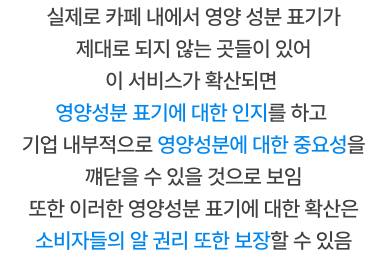 실제로 카페 내에서 영양 성분 표기가
제대로 되지 않는 곳들이 있어
이 서비스가 확산되면
영양성분 표기에 대한 인지를 하고
기업 내부적으로 영양성분에 대한 중요성을
꺠닫을 수 있을 것으로 보임
또한 이러한 영양성분 표기에 대한 확산은
소비자들의 알 권리 또한 보장할 수 있음